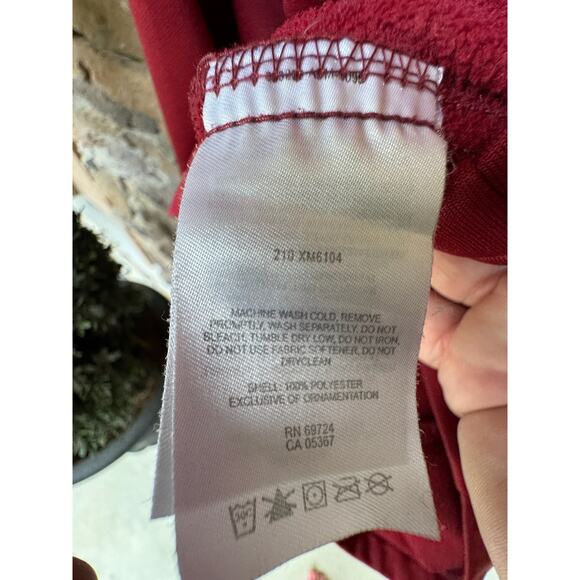 210 XM6104
MACHINE WASH COLD, REMOVE
PROMPTLY, WASH SEPARATELY, DO NOT
BLEACH, TUMBLE DRY LOW, DO NOT IRON,
DO NOT USE FABRIC SOFTENER, DO NOT
DRYCLEAN
SHELL: 100% POLYESTER
EXCLUSIVE OF ORNAMENTATION
RN 69724
CA 05367
30C